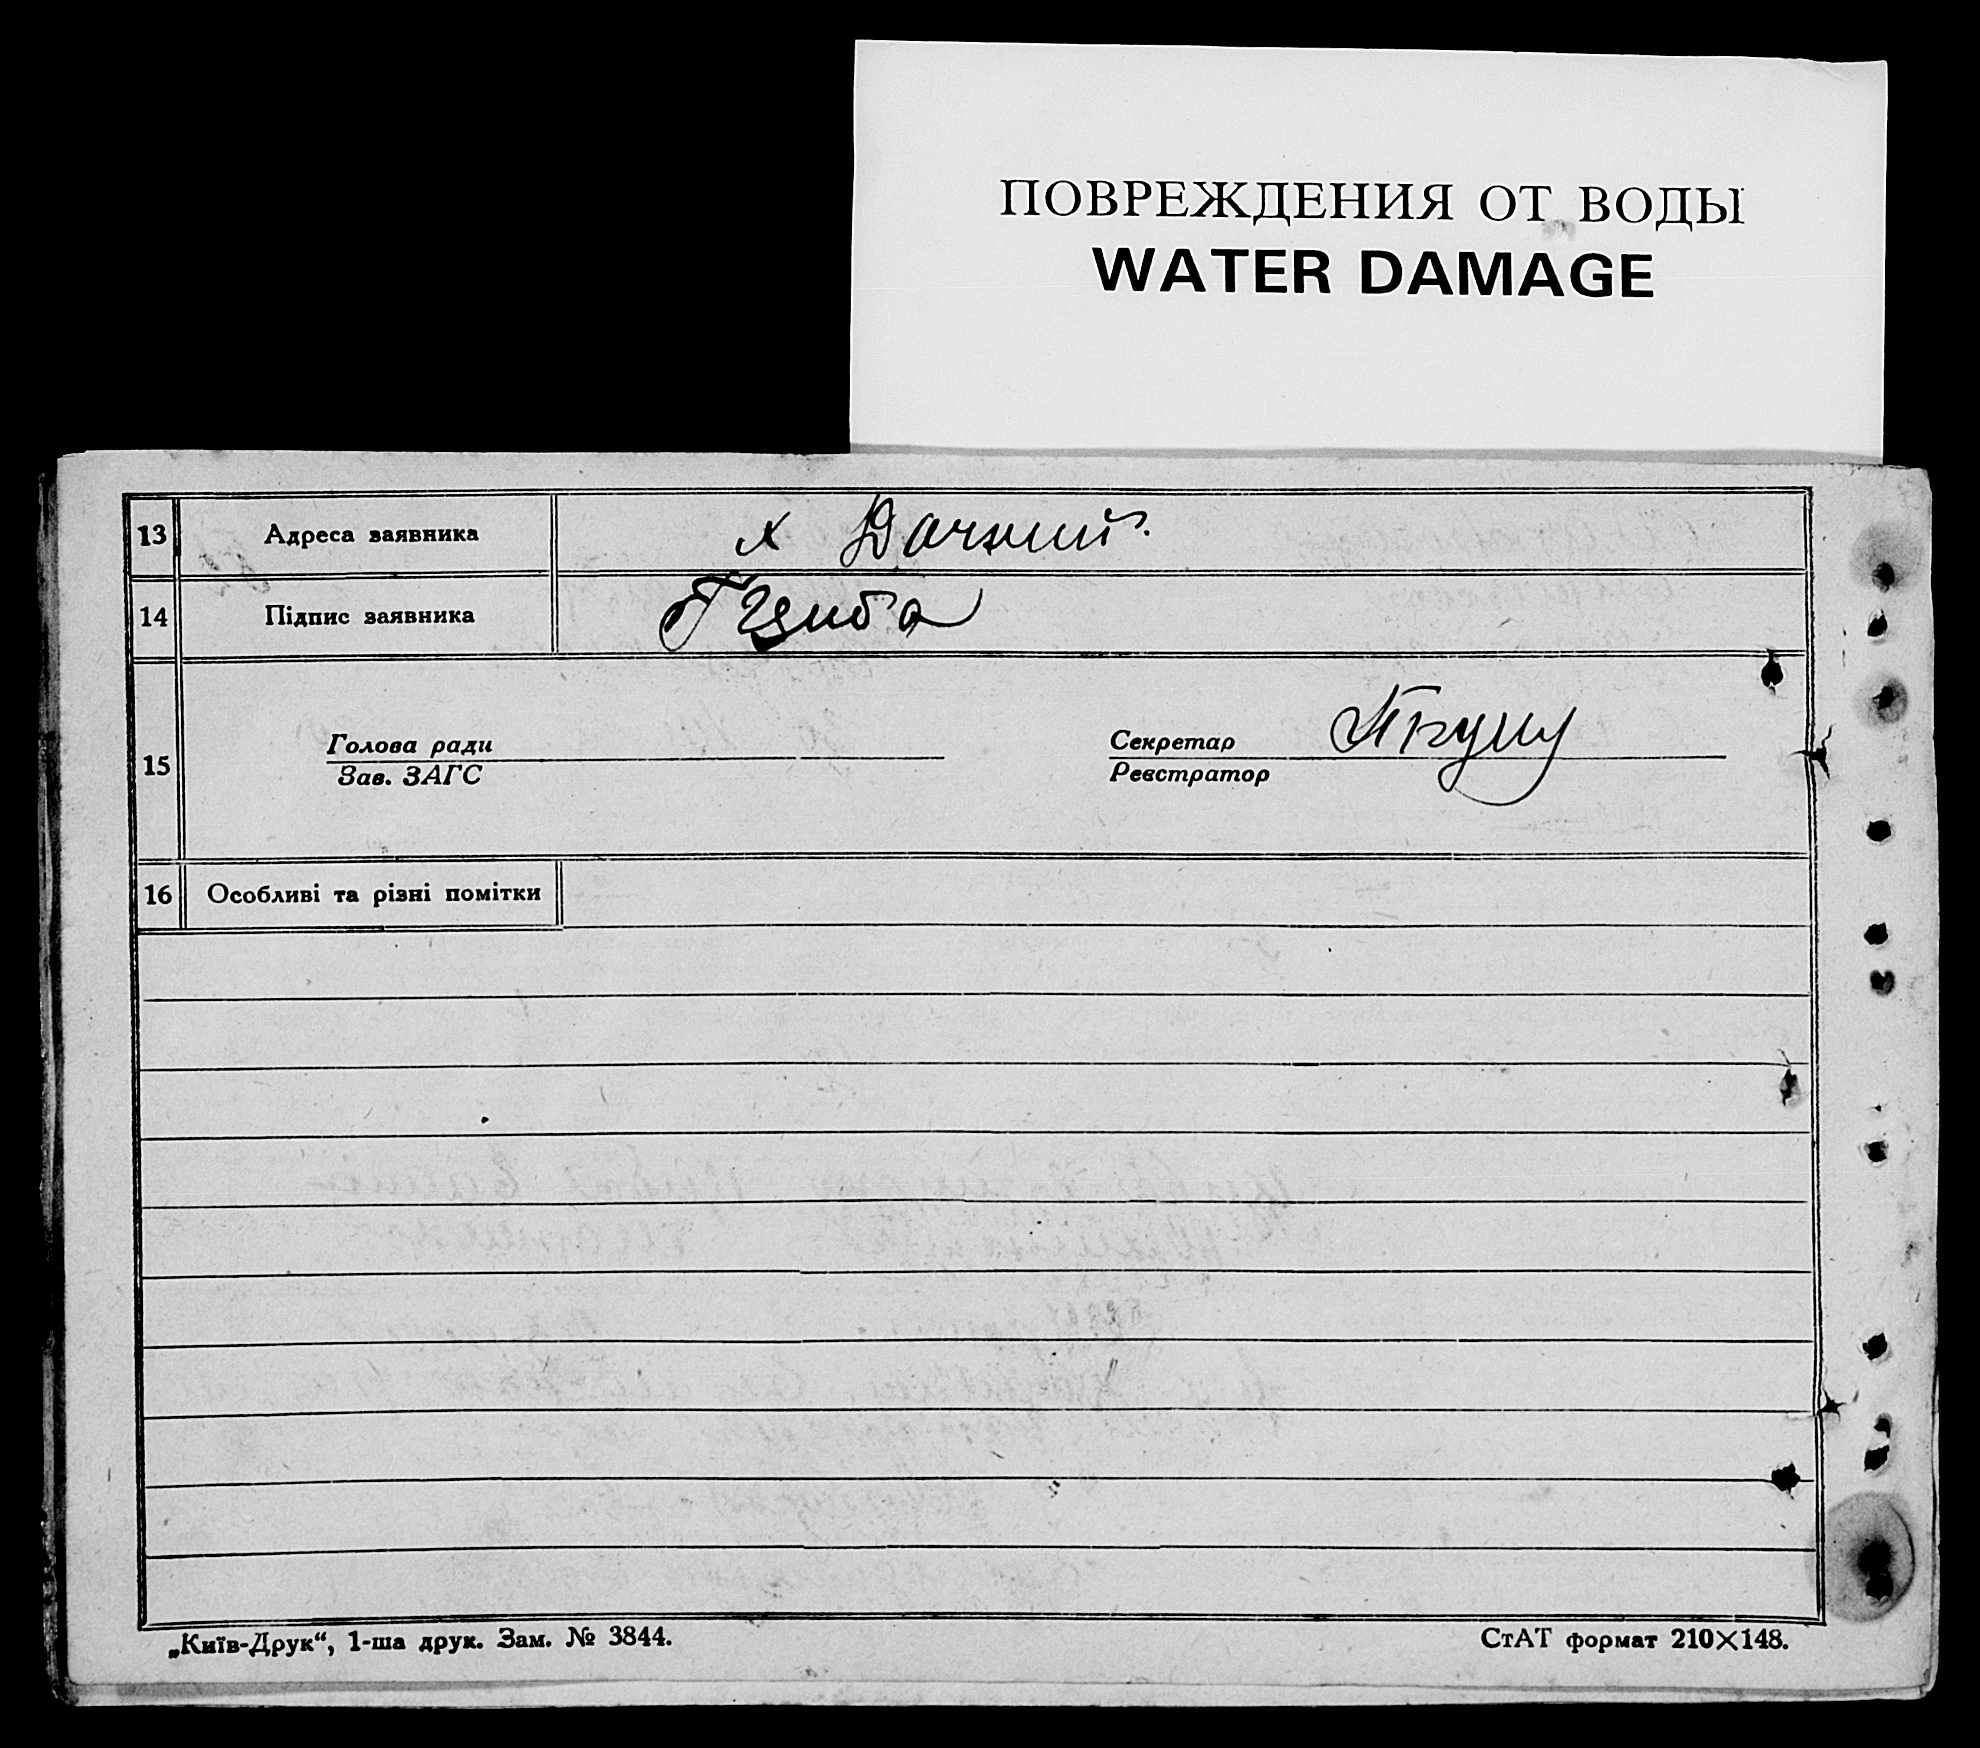 ПОВРЕЖДЕНИЯ ОТ ВОДЫ
WATER DAMAGE
13 Адреса заявника х Дачний.
14 Підпис заявника Гциба
15
Голова ради Секретар
Зав. ЗАГС Реєстратор
16 Особливі та різні помітки
„Київ-Друк“, 1-ша друк. Зам. № 3844. СтАТ формат 210×148.